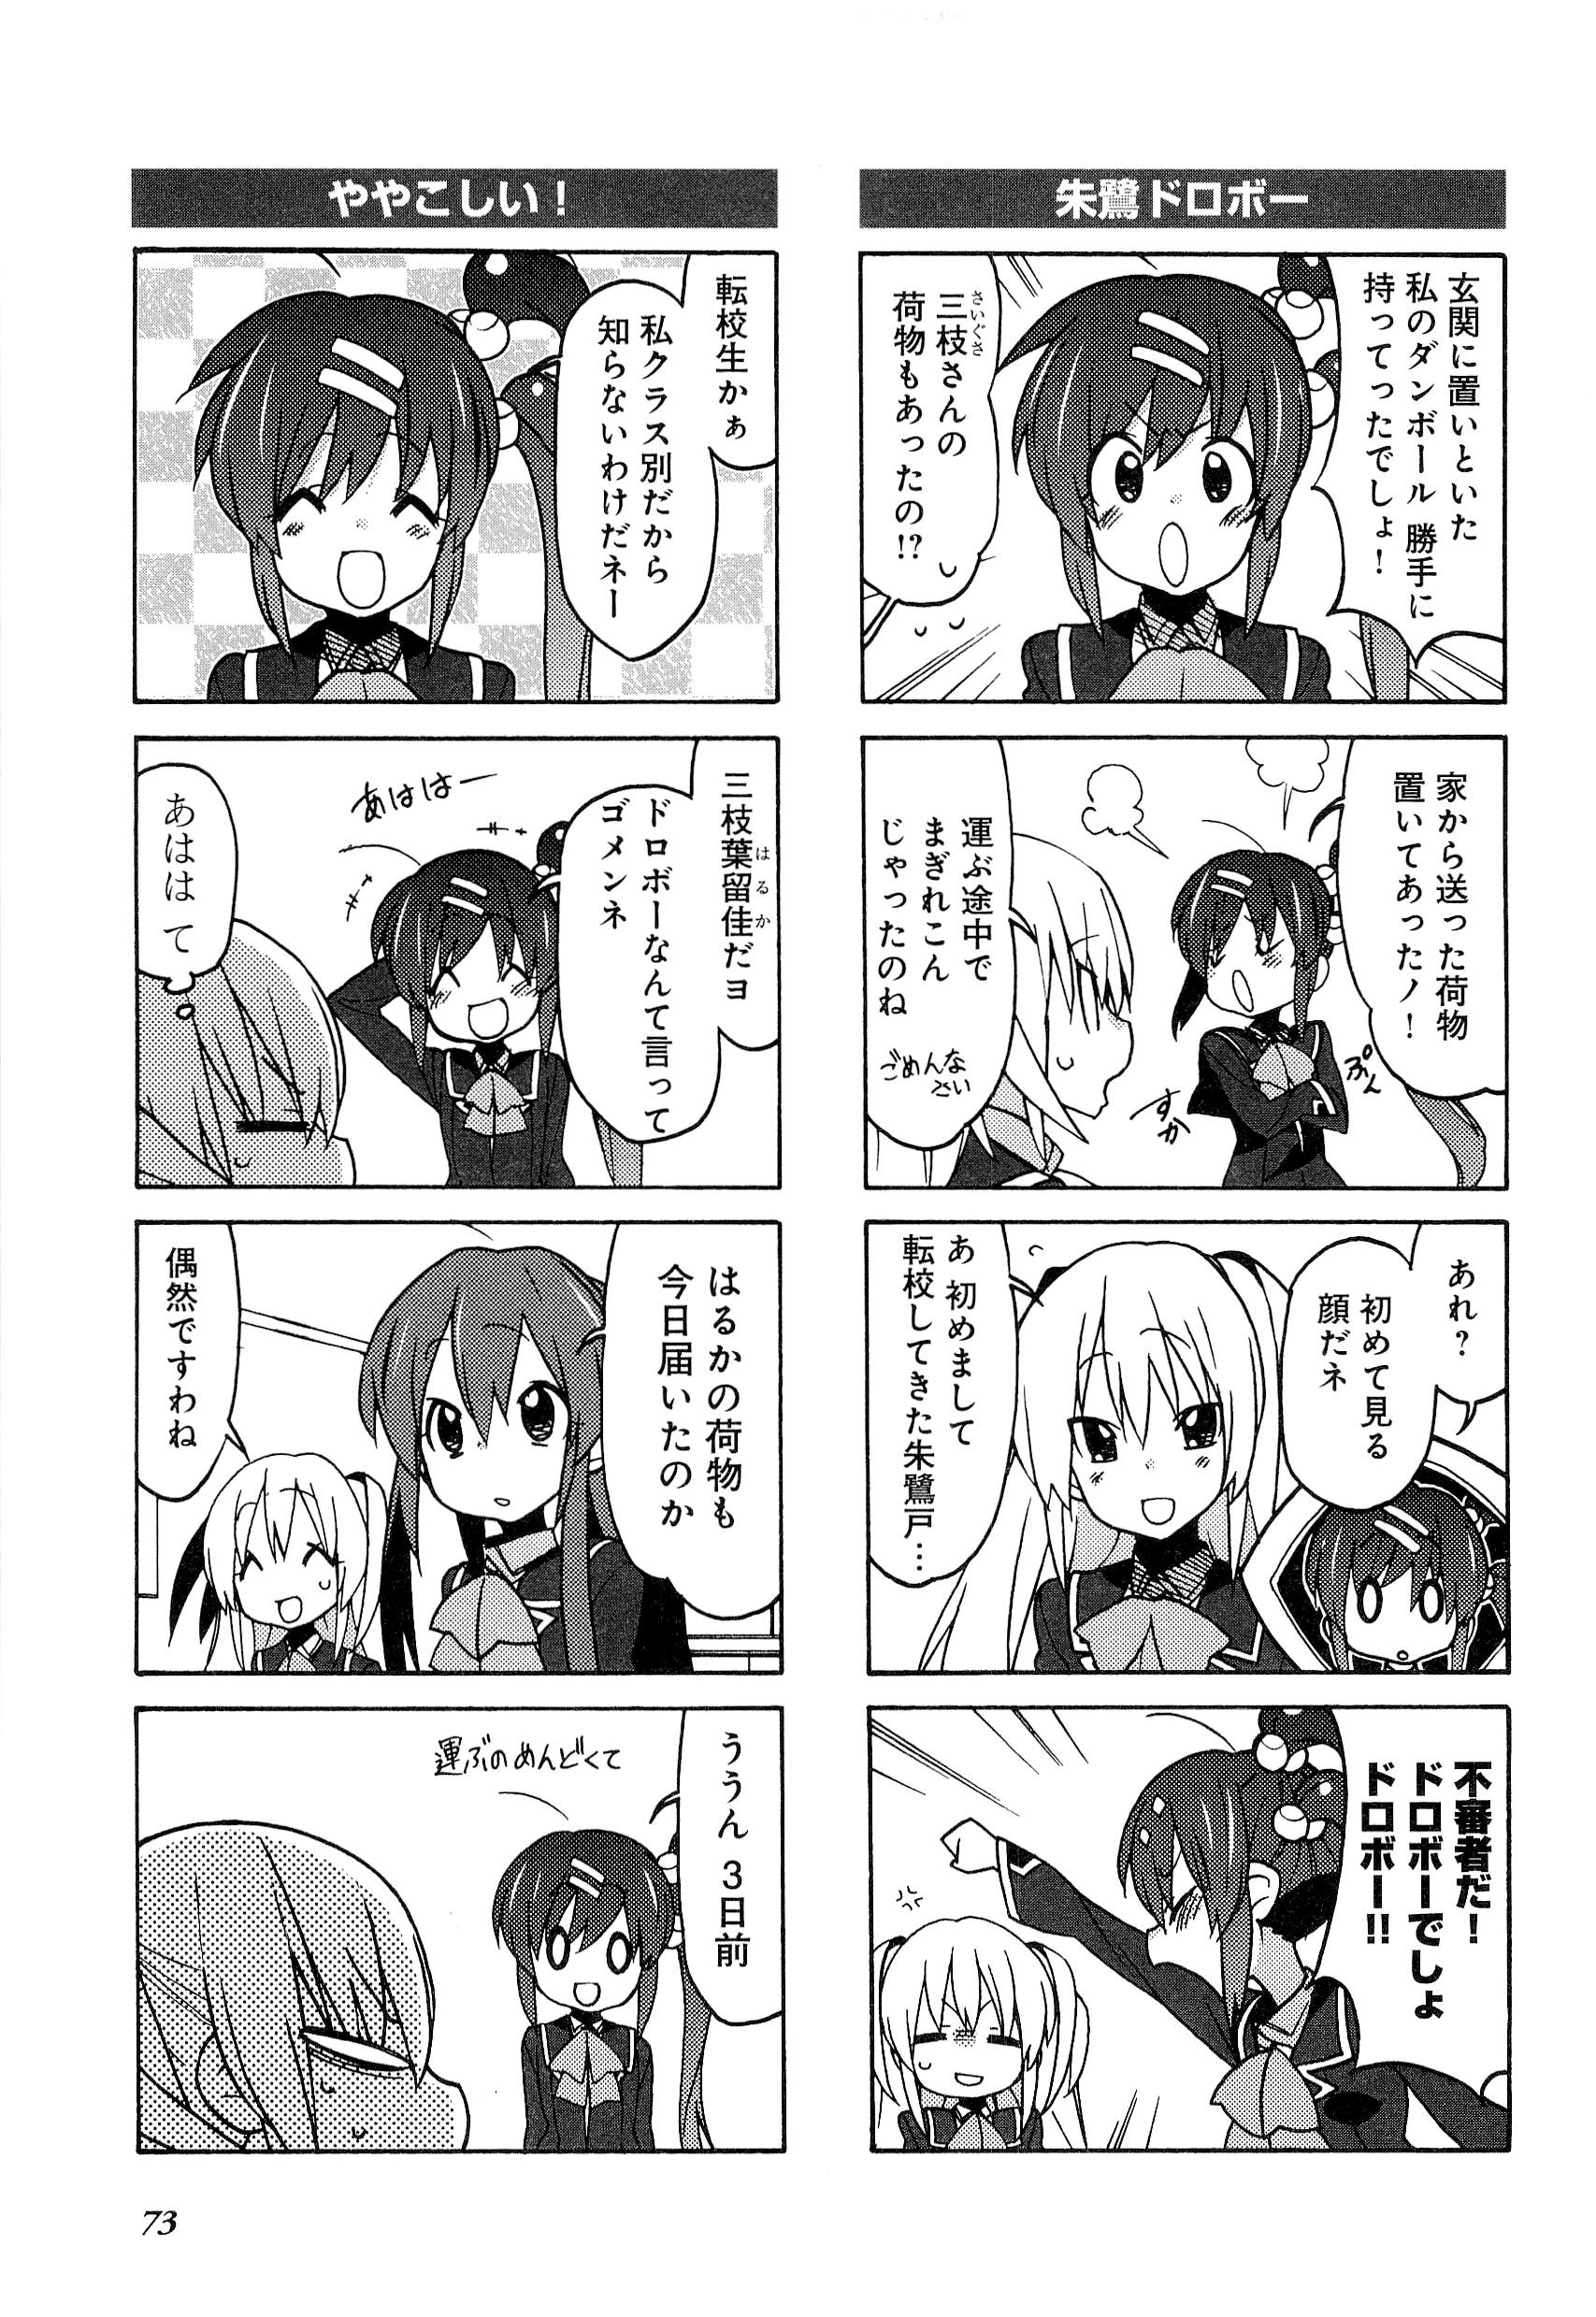 朱鷺ドロボー
玄関に置いといた
私のダンボール 勝手に
持ってったでしょ！
三枝さんの
さいぐさ
荷物もあったの!?
家から送った荷物
置いてあったノ！
ぷん
すか
運ぶ途中で
まぎれこん
じゃったのね
ごめんな
さい
あれ？
初めて見る
顔だネ
あ 初めまして
転校してきた朱鷺戸…
不審者だ！
ドロボーでしょ
ドロボー!!
ややこしい！
転校生かぁ
私クラス別だから
知らないわけだネー
三枝葉留佳だヨ
はるか
ドロボーなんて言って
ゴメンネ
あははー
あはは て
はるかの荷物も
今日届いたのか
偶然ですわね
ううん 3日前
運ぶのめんどくて
73